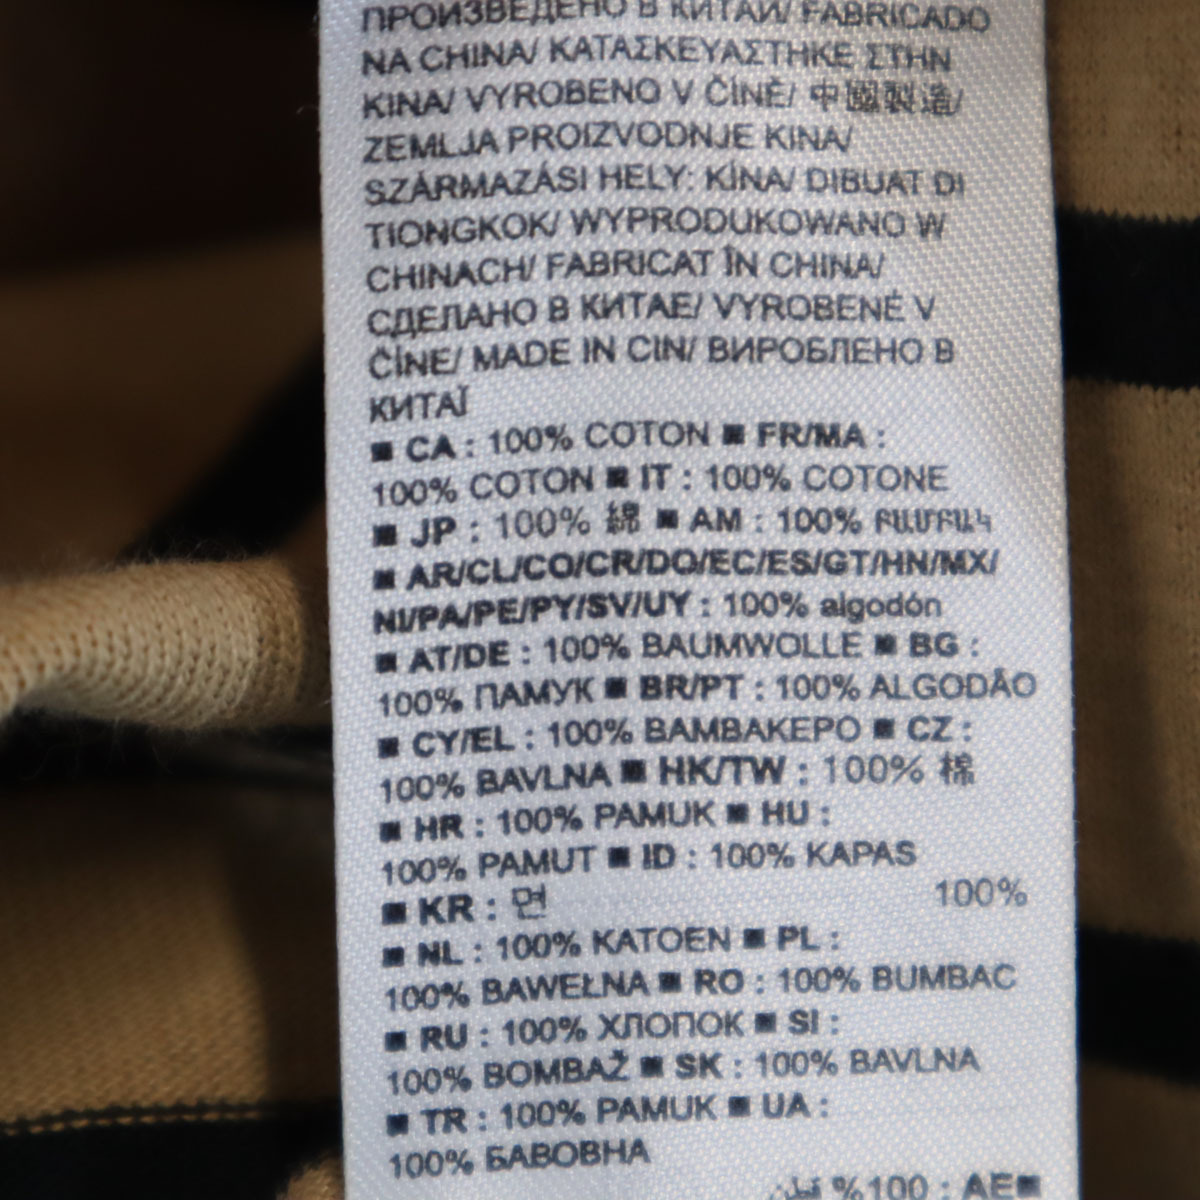 ПРОИЗВЕДЕНО В КИТАЙ/ FABRICADO
NA CHINA/ ΚΑΤΑΣΚΕΥΑΣΤΗΚΕ ΣΤΗΝ
ΚΙΝΑ/ VYROBENO V ČÍNĚ/ 中國製造/
ZEMLJA PROIZVODNJE KINA/
SZÁRMAZÁSI HELY: KÍNA/ DIBUAT DI
TIONGKOK/ WYPRODUKOWANO W
CHINACH/ FABRICAT ÎN CHINA/
СДЕЛАНО В КИТАЕ/ VYROBENÉ V
ČÍNE/ MADE IN CIN/ ВИРОБЛЕНО В
КИТАЇ
■ CA : 100% COTON ■ FR/MA :
100% COTON ■ IT : 100% COTONE
■ JP : 100% 綿 ■ AM : 100% ԲԱՄԲԱԿ
■ AR/CL/CO/CR/DO/EC/ES/GT/HN/MX/
NI/PA/PE/PY/SV/UY : 100% algodón
■ AT/DE : 100% BAUMWOLLE ■ BG :
100% ПАМУК ■ BR/PT : 100% ALGODÃO
■ CY/EL : 100% ΒΑΜΒΑΚΕΡΟ ■ CZ :
100% BAVLNA ■ HK/TW : 100% 棉
■ HR : 100% PAMUK ■ HU :
100% PAMUT ■ ID : 100% KAPAS
■ KR : 면 100%
■ NL : 100% KATOEN ■ PL :
100% BAWEŁNA ■ RO : 100% BUMBAC
■ RU : 100% ХЛОПОК ■ SI :
100% BOMBAŽ ■ SK : 100% BAVLNA
■ TR : 100% PAMUK ■ UA :
100% БАВОВНА
%100 : AE■